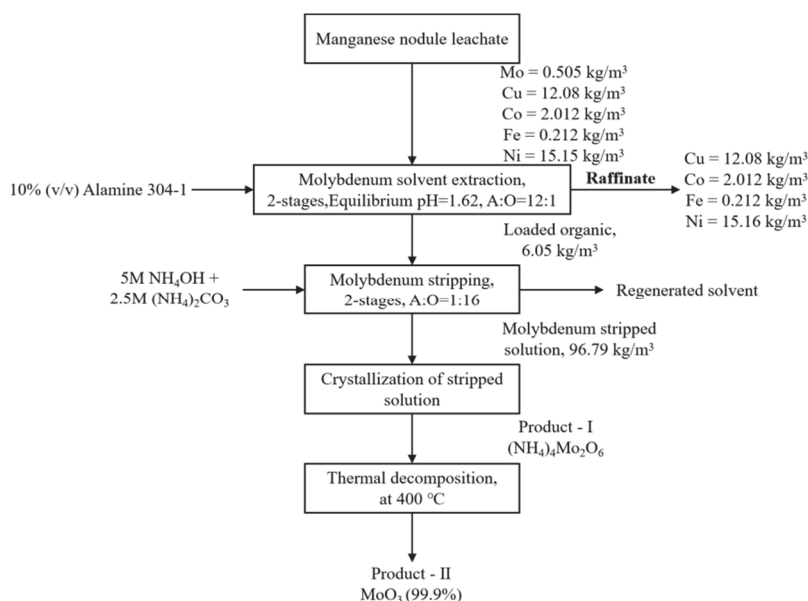 Manganese nodule leachate
Mo = 0.505 kg/m³
Cu = 12.08 kg/m³
Co = 2.012 kg/m³
Fe = 0.212 kg/m³
Ni = 15.15 kg/m³
10% (v/v) Alamine 304-1
Molybdenum solvent extraction,
2-stages,Equilibrium pH=1.62, A:O=12:1
Raffinate
Cu = 12.08 kg/m³
Co = 2.012 kg/m³
Fe = 0.212 kg/m³
Ni = 15.16 kg/m³
Loaded organic,
6.05 kg/m³
5M NH₄OH +
2.5M (NH₄)₂CO₃
Molybdenum stripping,
2-stages, A:O=1:16
Regenerated solvent
Molybdenum stripped
solution, 96.79 kg/m³
Crystallization of stripped
solution
Product - I
(NH₄)₄Mo₂O₆
Thermal decomposition,
at 400 °C
Product - II
MoO₃ (99.9%)